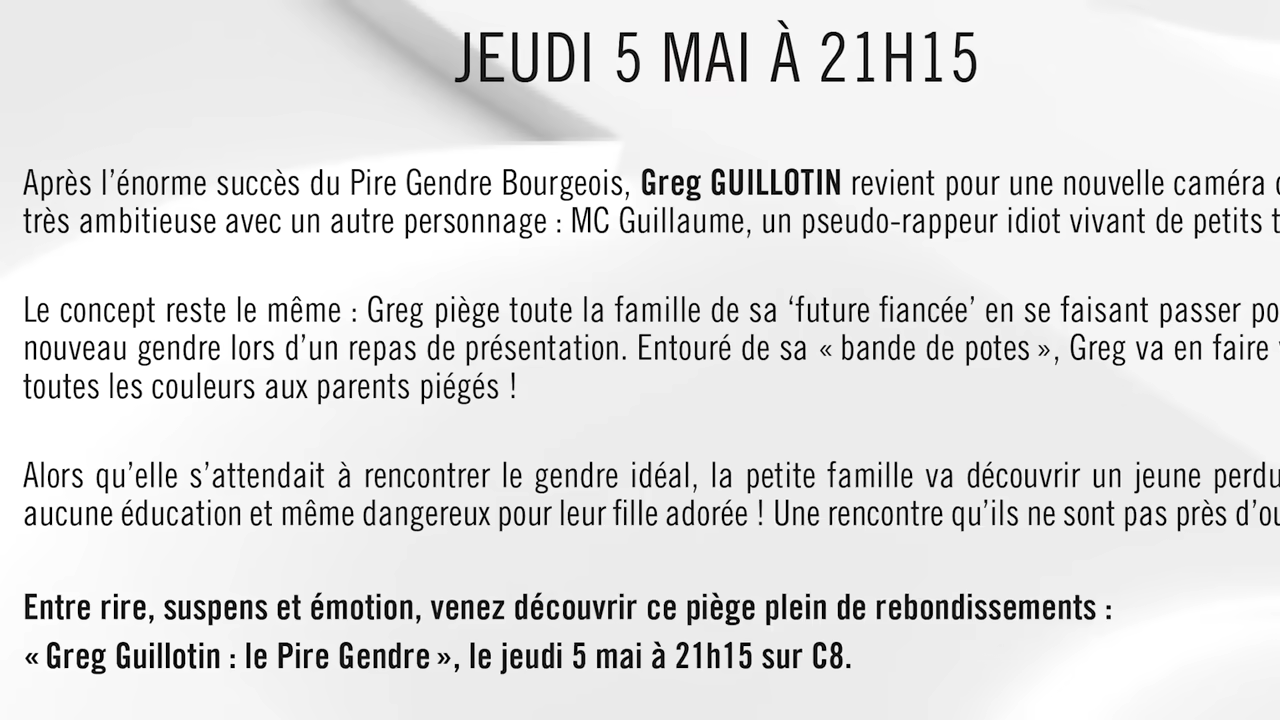 JEUDI 5 MAI À 21H15
Après l’énorme succès du Pire Gendre Bourgeois, Greg GUILLOTIN revient pour une nouvelle caméra
très ambitieuse avec un autre personnage : MC Guillaume, un pseudo-rappeur idiot vivant de petits
Le concept reste le même : Greg piège toute la famille de sa ‘future fiancée’ en se faisant passer
nouveau gendre lors d’un repas de présentation. Entouré de sa « bande de potes », Greg va en faire
toutes les couleurs aux parents piégés !
Alors qu’elle s’attendait à rencontrer le gendre idéal, la petite famille va découvrir un jeune
aucune éducation et même dangereux pour leur fille adorée ! Une rencontre qu’ils ne sont pas près
Entre rire, suspens et émotion, venez découvrir ce piège plein de rebondissements :
« Greg Guillotin : le Pire Gendre », le jeudi 5 mai à 21h15 sur C8.